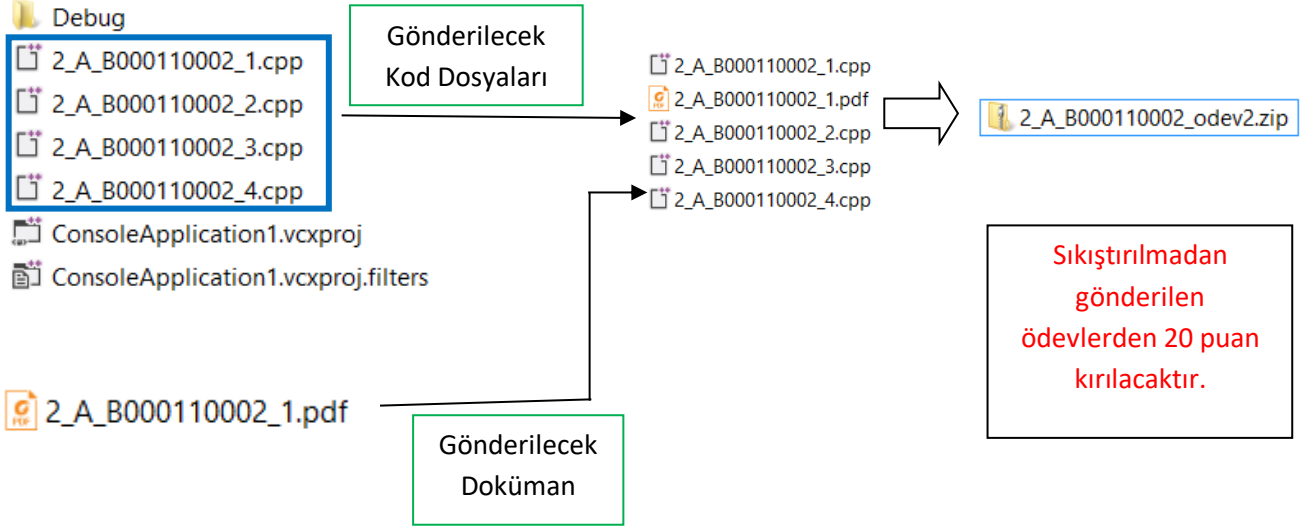 Debug
2_A_B000110002_1.cpp
2_A_B000110002_2.cpp
2_A_B000110002_3.cpp
2_A_B000110002_4.cpp
ConsoleApplication1.vcxproj
ConsoleApplication1.vcxproj.filters
2_A_B000110002_1.pdf
Gönderilecek
Kod Dosyaları
Gönderilecek
Doküman
2_A_B000110002_1.cpp
2_A_B000110002_1.pdf
2_A_B000110002_2.cpp
2_A_B000110002_3.cpp
2_A_B000110002_4.cpp
2_A_B000110002_odev2.zip
Sıkıştırılmadan
gönderilen
ödevlerden 20 puan
kırılacaktır.